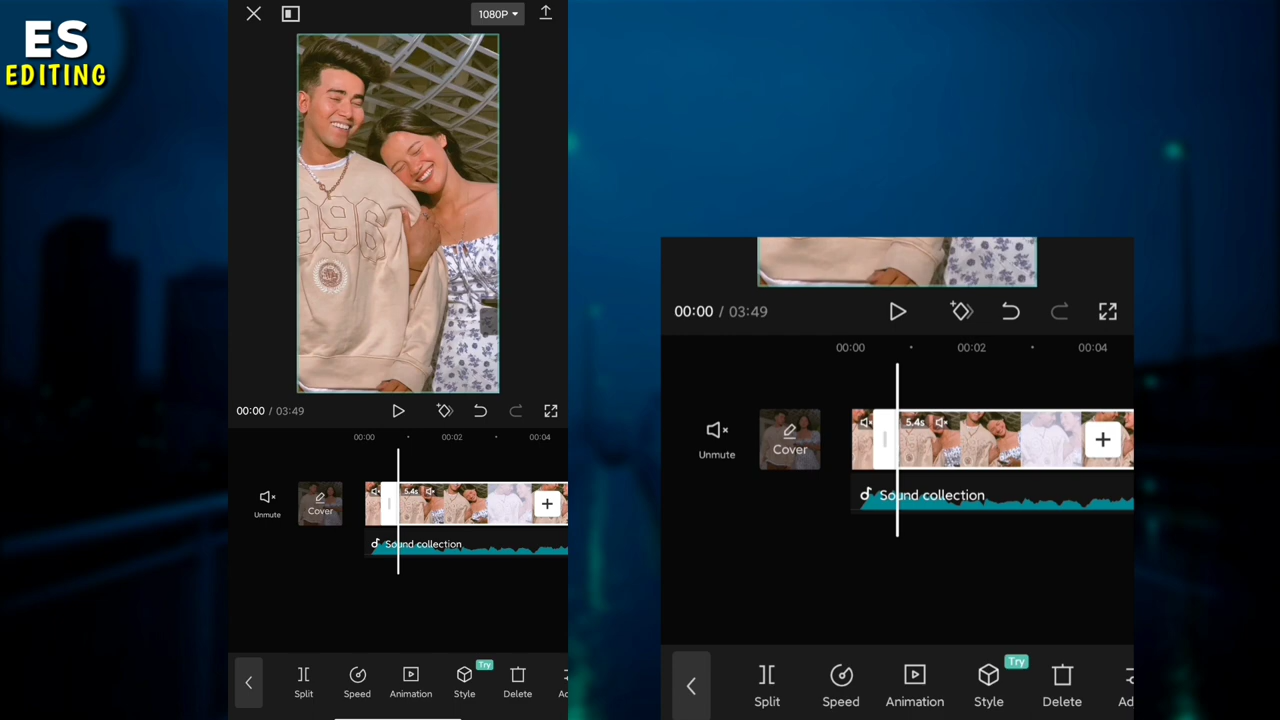 ES
EDITING
1080P
996
00:00 / 03:49
00:00
00:02
00:04
Unmute
Cover
5.4s
Sound collection
Try
Split
Speed
Animation
Style
Delete
00:00 / 03:49
00:00
00:02
00:04
Unmute
Cover
5.4s
Sound collection
Try
Split
Speed
Animation
Style
Delete
Ad